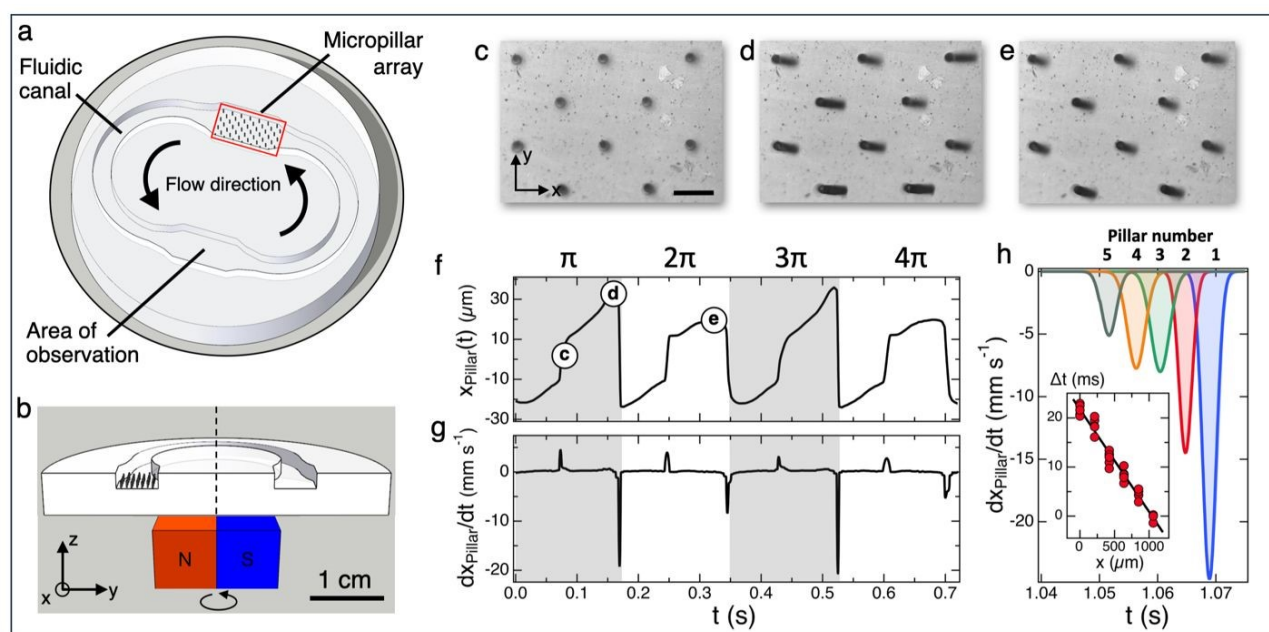 a
Fluidic
canal
Micropillar
array
Flow direction
Area of
observation
b
N
S
z
x
y
1 cm
c
y
x
d
e
f
π
2π
3π
4π
xPillar(t) (μm)
30
10
-10
-30
d
c
e
g
dxPillar/dt (mm s⁻¹)
0
-10
-20
0.0 0.1 0.2 0.3 0.4 0.5 0.6 0.7
t (s)
h
Pillar number
5 4 3 2 1
dxPillar/dt (mm s⁻¹)
0
-5
-10
-15
-20
Δt (ms)
20
10
0
0 500 1000
x (μm)
1.04 1.05 1.06 1.07
t (s)